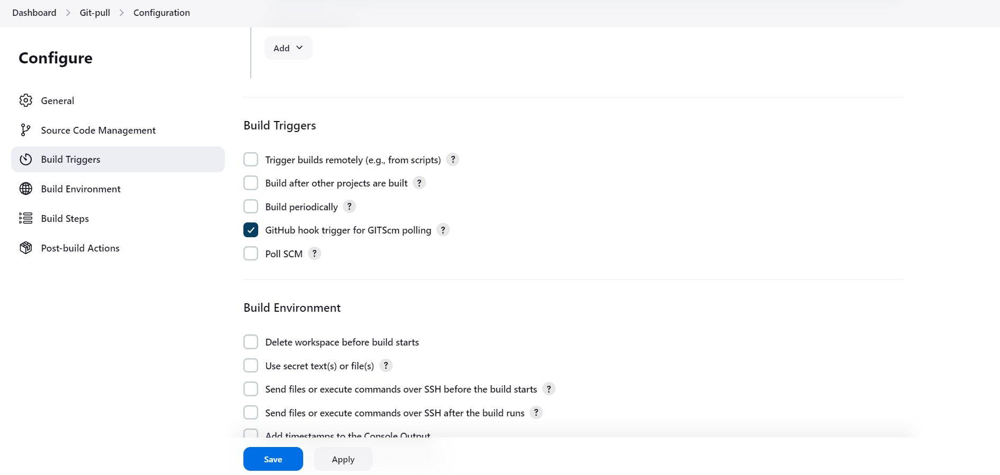 Dashboard > Git-pull > Configuration
Configure
General
Source Code Management
Build Triggers
Build Environment
Build Steps
Post-build Actions
Add
Build Triggers
Trigger builds remotely (e.g., from scripts) ?
Build after other projects are built ?
Build periodically ?
GitHub hook trigger for GITScm polling ?
Poll SCM ?
Build Environment
Delete workspace before build starts
Use secret text(s) or file(s) ?
Send files or execute commands over SSH before the build starts ?
Send files or execute commands over SSH after the build runs ?
Add timestamps to the Console Output
Save
Apply